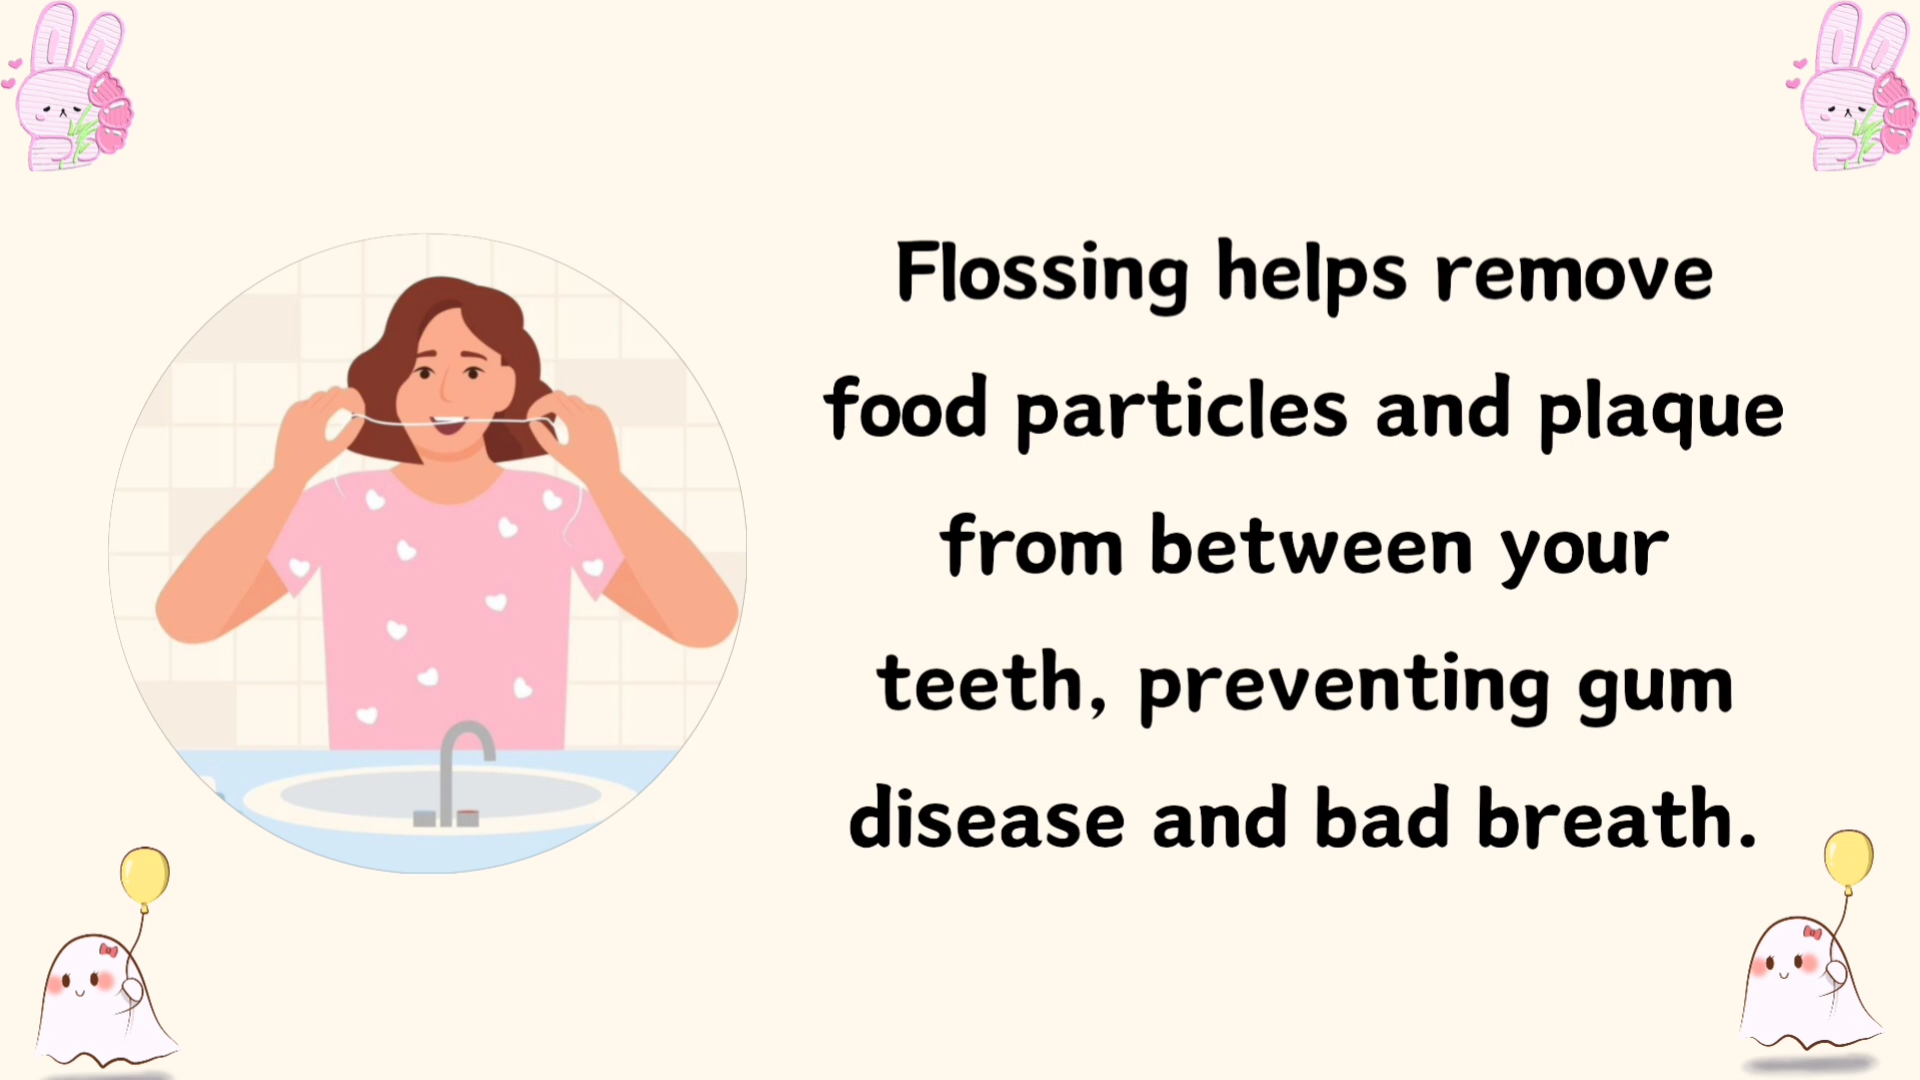 Flossing helps remove
food particles and plaque
from between your
teeth, preventing gum
disease and bad breath.